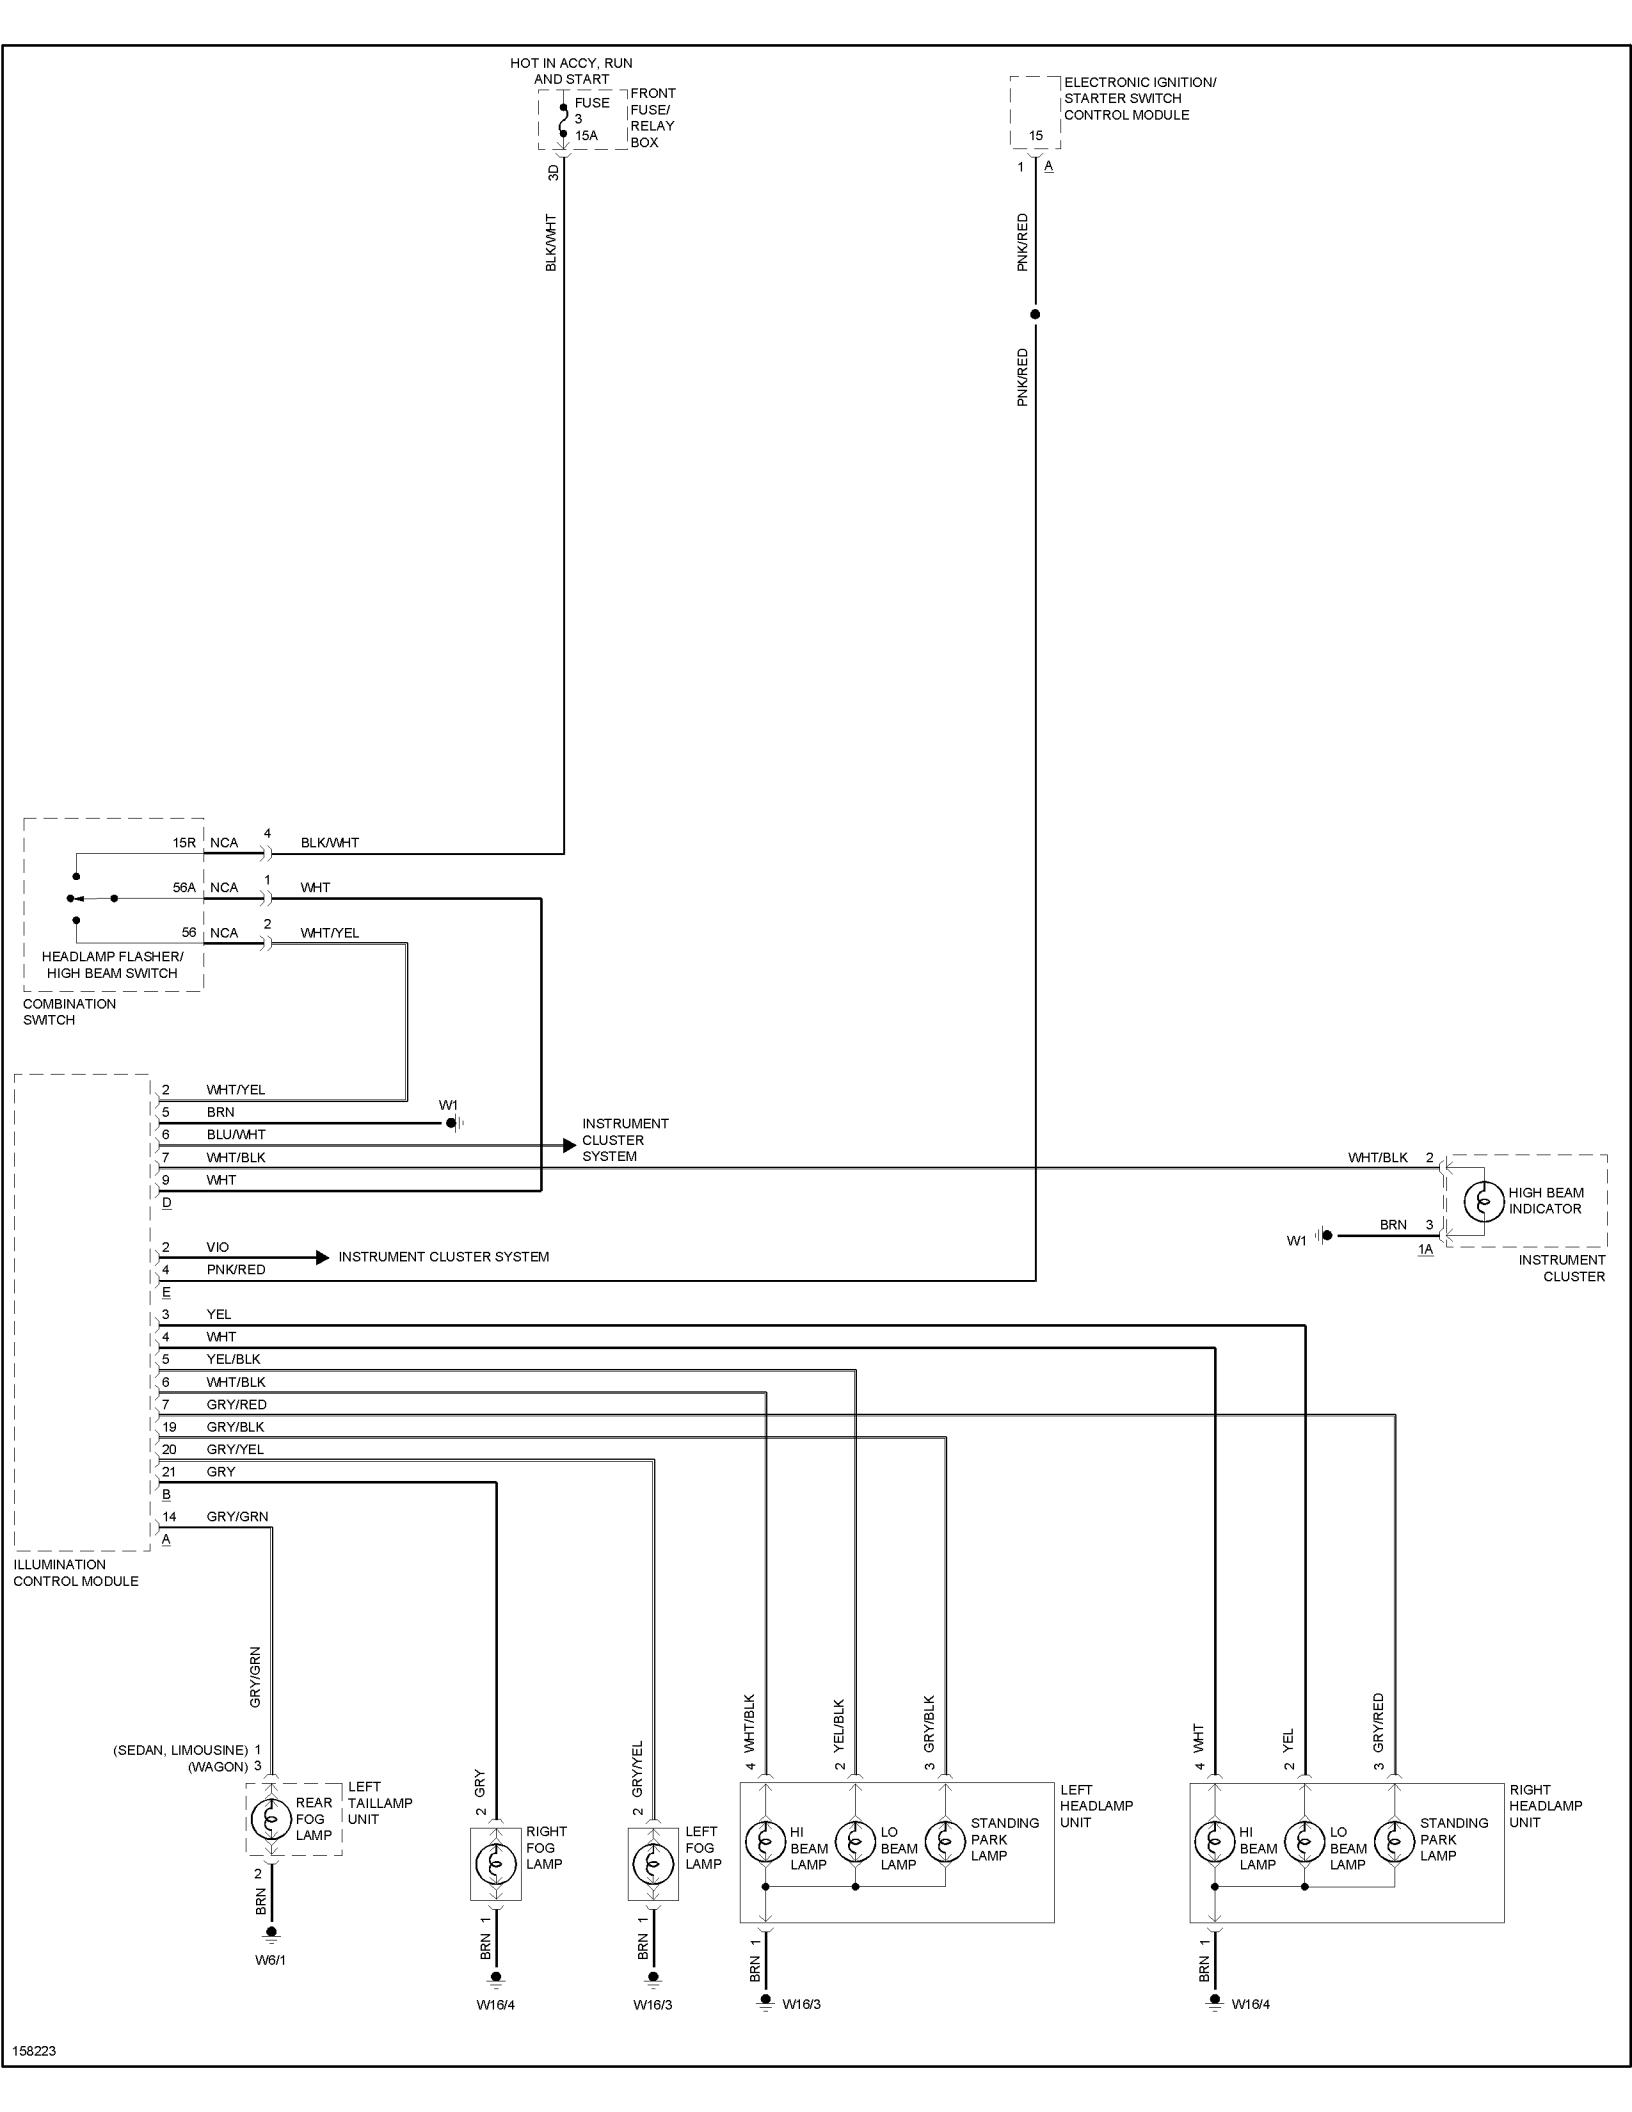 HOT IN ACCY, RUN
AND START
FUSE
3
15A
FRONT
FUSE/
RELAY
BOX
3D
BLK/WHT
ELECTRONIC IGNITION/
STARTER SWITCH
CONTROL MODULE
15
1 A
PNK/RED
PNK/RED
15R NCA 4 BLK/WHT
56A NCA 1 WHT
56 NCA 2 WHT/YEL
HEADLAMP FLASHER/
HIGH BEAM SWITCH
COMBINATION
SWITCH
2 WHT/YEL
5 BRN W1
6 BLU/WHT
INSTRUMENT
CLUSTER
SYSTEM
7 WHT/BLK
9 WHT
D
WHT/BLK 2
HIGH BEAM
INDICATOR
W1 BRN 3
1A
INSTRUMENT
CLUSTER
2 VIO INSTRUMENT CLUSTER SYSTEM
4 PNK/RED
E
3 YEL
4 WHT
5 YEL/BLK
6 WHT/BLK
7 GRY/RED
19 GRY/BLK
20 GRY/YEL
21 GRY
B
14 GRY/GRN
A
ILLUMINATION
CONTROL MODULE
GRY/GRN
(SEDAN, LIMOUSINE) 1
(WAGON) 3
REAR
FOG
LAMP
LEFT
TAILLAMP
UNIT
2
BRN
W6/1
2 GRY
RIGHT
FOG
LAMP
BRN 1
W16/4
2 GRY/YEL
LEFT
FOG
LAMP
BRN 1
W16/3
4 WHT/BLK
2 YEL/BLK
3 GRY/BLK
HI
BEAM
LAMP
LO
BEAM
LAMP
STANDING
PARK
LAMP
LEFT
HEADLAMP
UNIT
BRN 1
W16/3
4 WHT
2 YEL
3 GRY/RED
HI
BEAM
LAMP
LO
BEAM
LAMP
STANDING
PARK
LAMP
RIGHT
HEADLAMP
UNIT
BRN 1
W16/4
158223